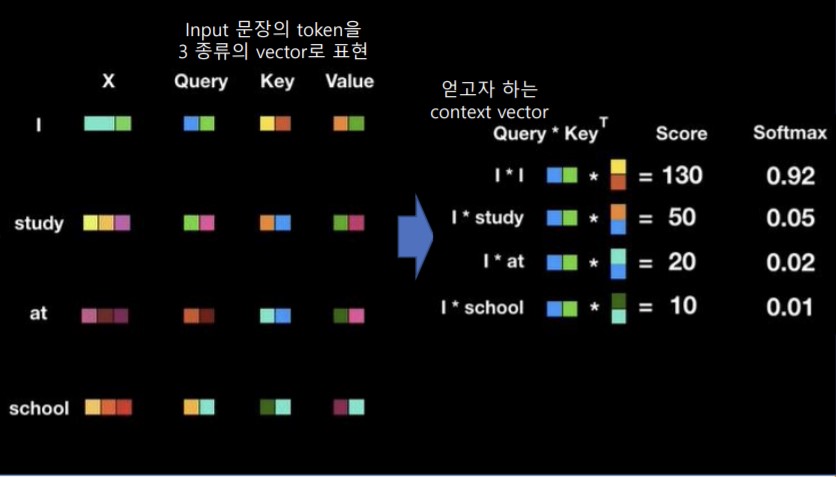 Input 문장의 token을
3 종류의 vector로 표현
X Query Key Value
I
study
at
school
얻고자 하는
context vector
Query * Key^T Score Softmax
I * I * = 130 0.92
I * study * = 50 0.05
I * at * = 20 0.02
I * school * = 10 0.01